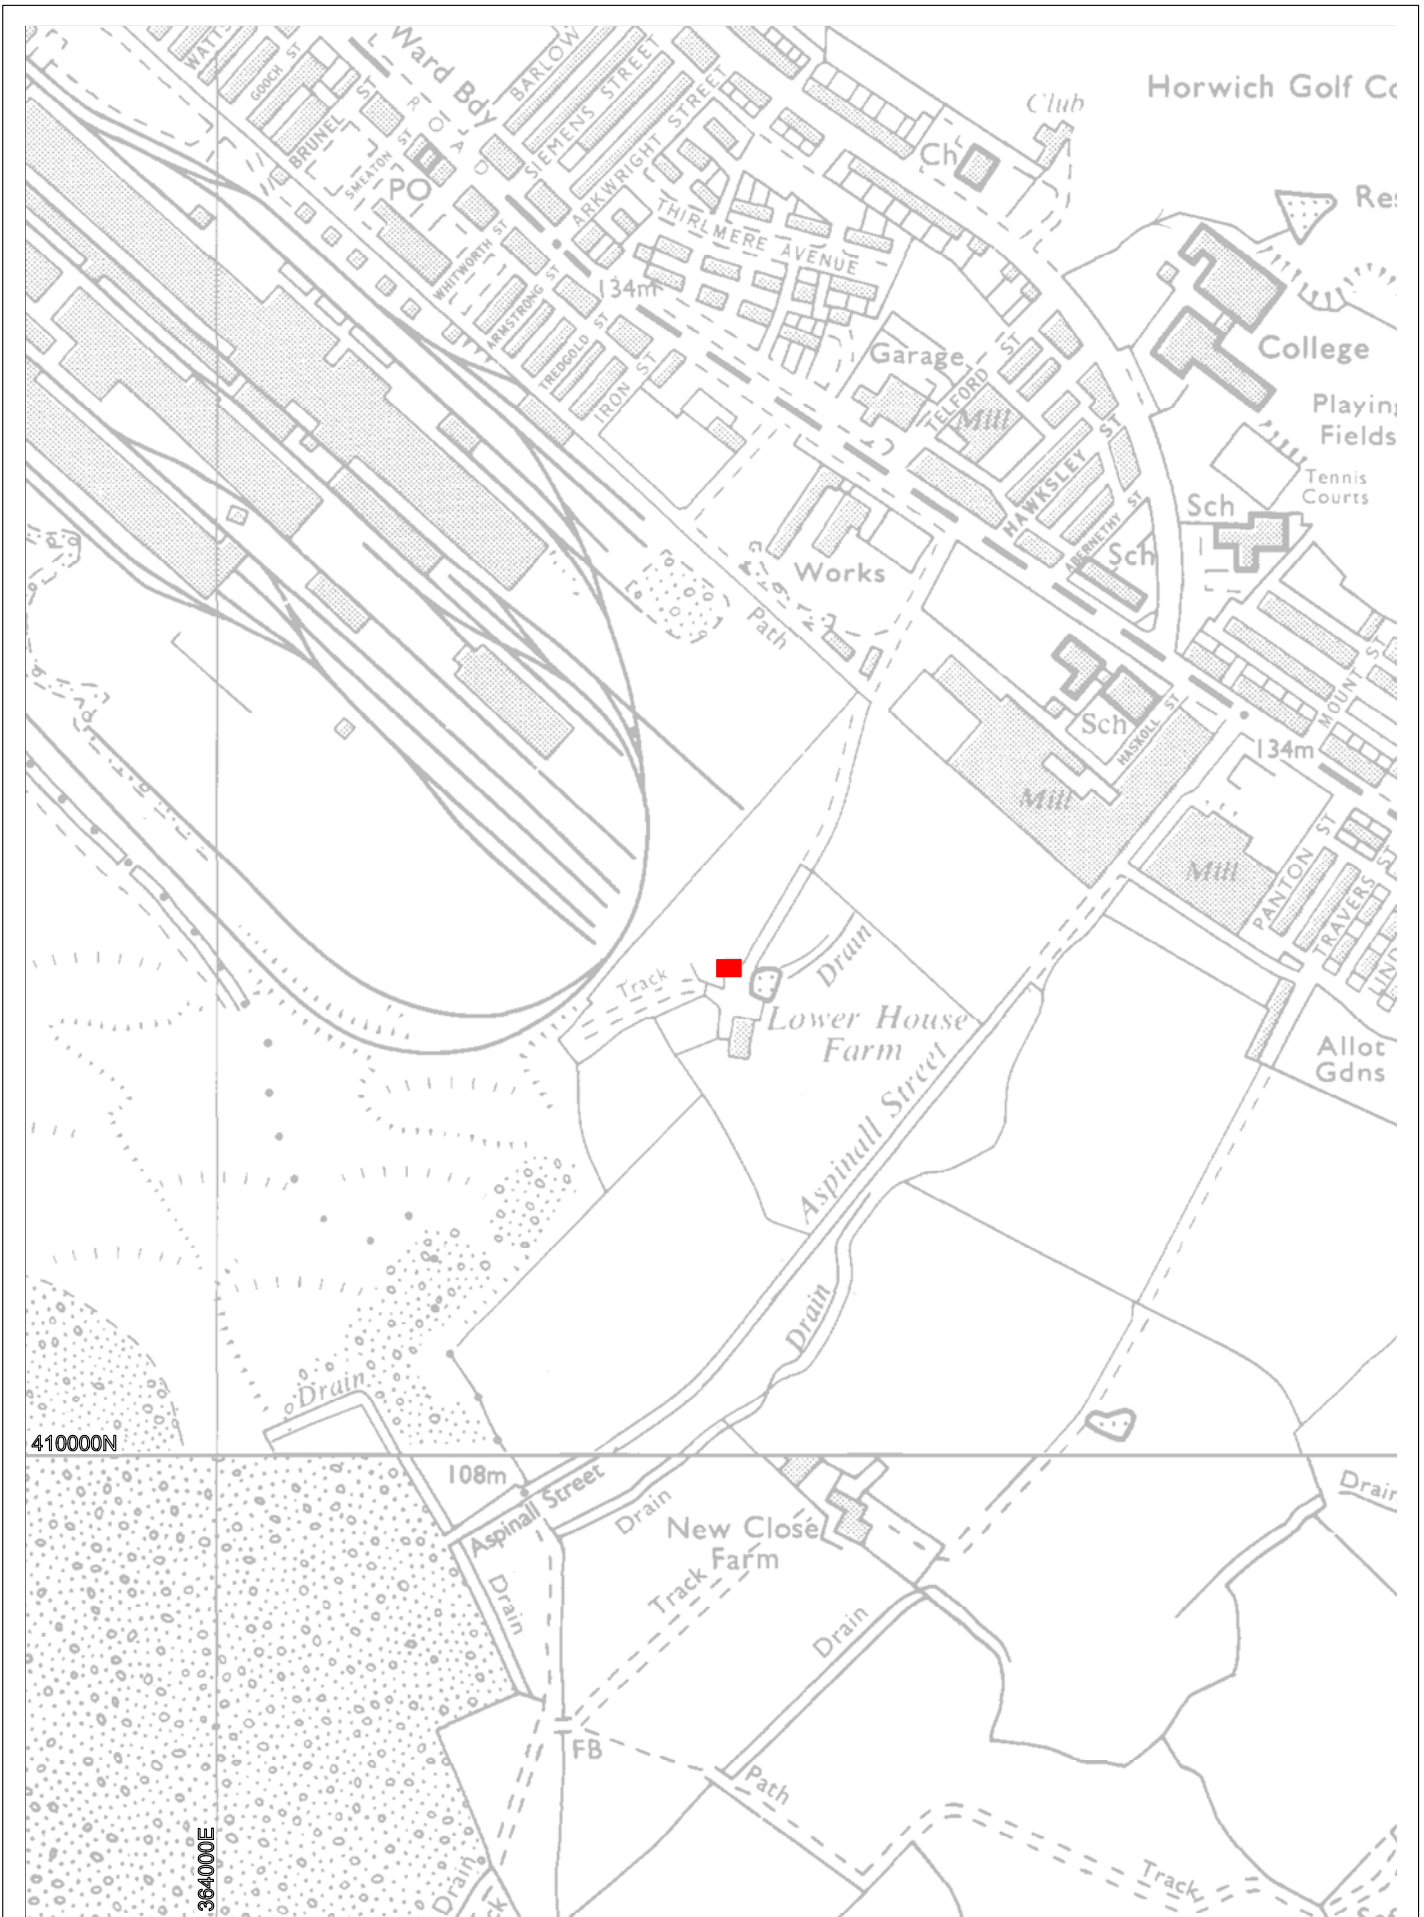 WATTS
GOOCH ST
BRUNEL ST
SMEATON ST
Ward Bdy
ROAD
BARLOW
SIEMENS STREET
ARKWRIGHT STREET
Club
Horwich Golf Co
Ch
PO
THIRLMERE AVENUE
WHITWORTH ST
ARMSTRONG ST
TREDGOLD ST
IRON ST
134m
Res
College
Garage
ELFORD ST
Mill
Playing
Fields
Tennis
Courts
HAWKSLEY ST
ABERNETHY ST
Sch
Sch
Works
Path
Sch
HASKOLL ST
MOUNT ST
134m
Mill
Mill
PANTON ST
TRAVERS ST
Track
Drain
Lower House
Farm
Allot
Gdns
Aspinall Street
Drain
Drain
410000N
108m
Aspinall Street
Drain
New Close
Farm
Drain
Track
Drain
Drain
FB
Path
Track
Drain
364000E